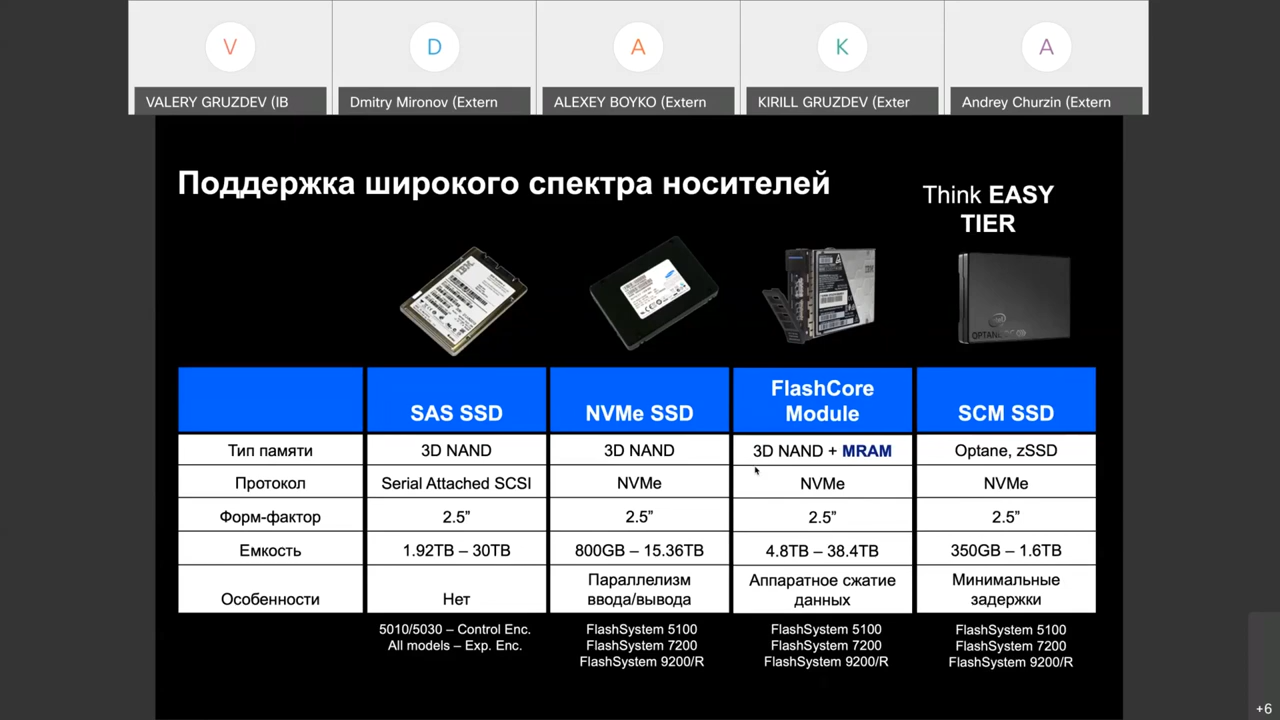 V
D
A
K
A
VALERY GRUZDEV (IB
Dmitry Mironov (Extern
ALEXEY BOYKO (Extern
KIRILL GRUZDEV (Exter
Andrey Churzin (Extern
Поддержка широкого спектра носителей
Think EASY
TIER
IBM
IBM
SAS SSD
NVMe SSD
FlashCore
Module
SCM SSD
Тип памяти
3D NAND
3D NAND
3D NAND + MRAM
Optane, zSSD
Протокол
Serial Attached SCSI
NVMe
NVMe
NVMe
Форм-фактор
2.5”
2.5”
2.5”
2.5”
Емкость
1.92TB – 30TB
800GB – 15.36TB
4.8TB – 38.4TB
350GB – 1.6TB
Особенности
Нет
Параллелизм
ввода/вывода
Аппаратное сжатие
данных
Минимальные
задержки
5010/5030 – Control Enc.
All models – Exp. Enc.
FlashSystem 5100
FlashSystem 7200
FlashSystem 9200/R
FlashSystem 5100
FlashSystem 7200
FlashSystem 9200/R
FlashSystem 5100
FlashSystem 7200
FlashSystem 9200/R
+6